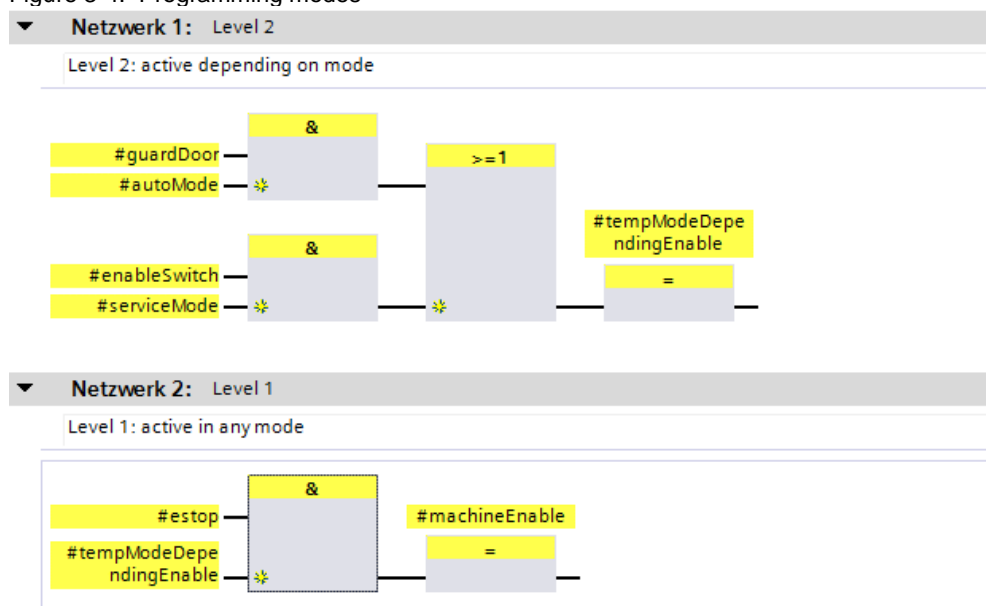 Netzwerk 1: Level 2
Level 2: active depending on mode
&
#guardDoor
#autoMode
>=1
#tempModeDepe
ndingEnable
=
&
#enableSwitch
#serviceMode
Netzwerk 2: Level 1
Level 1: active in any mode
&
#estop
#tempModeDepe
ndingEnable
#machineEnable
=